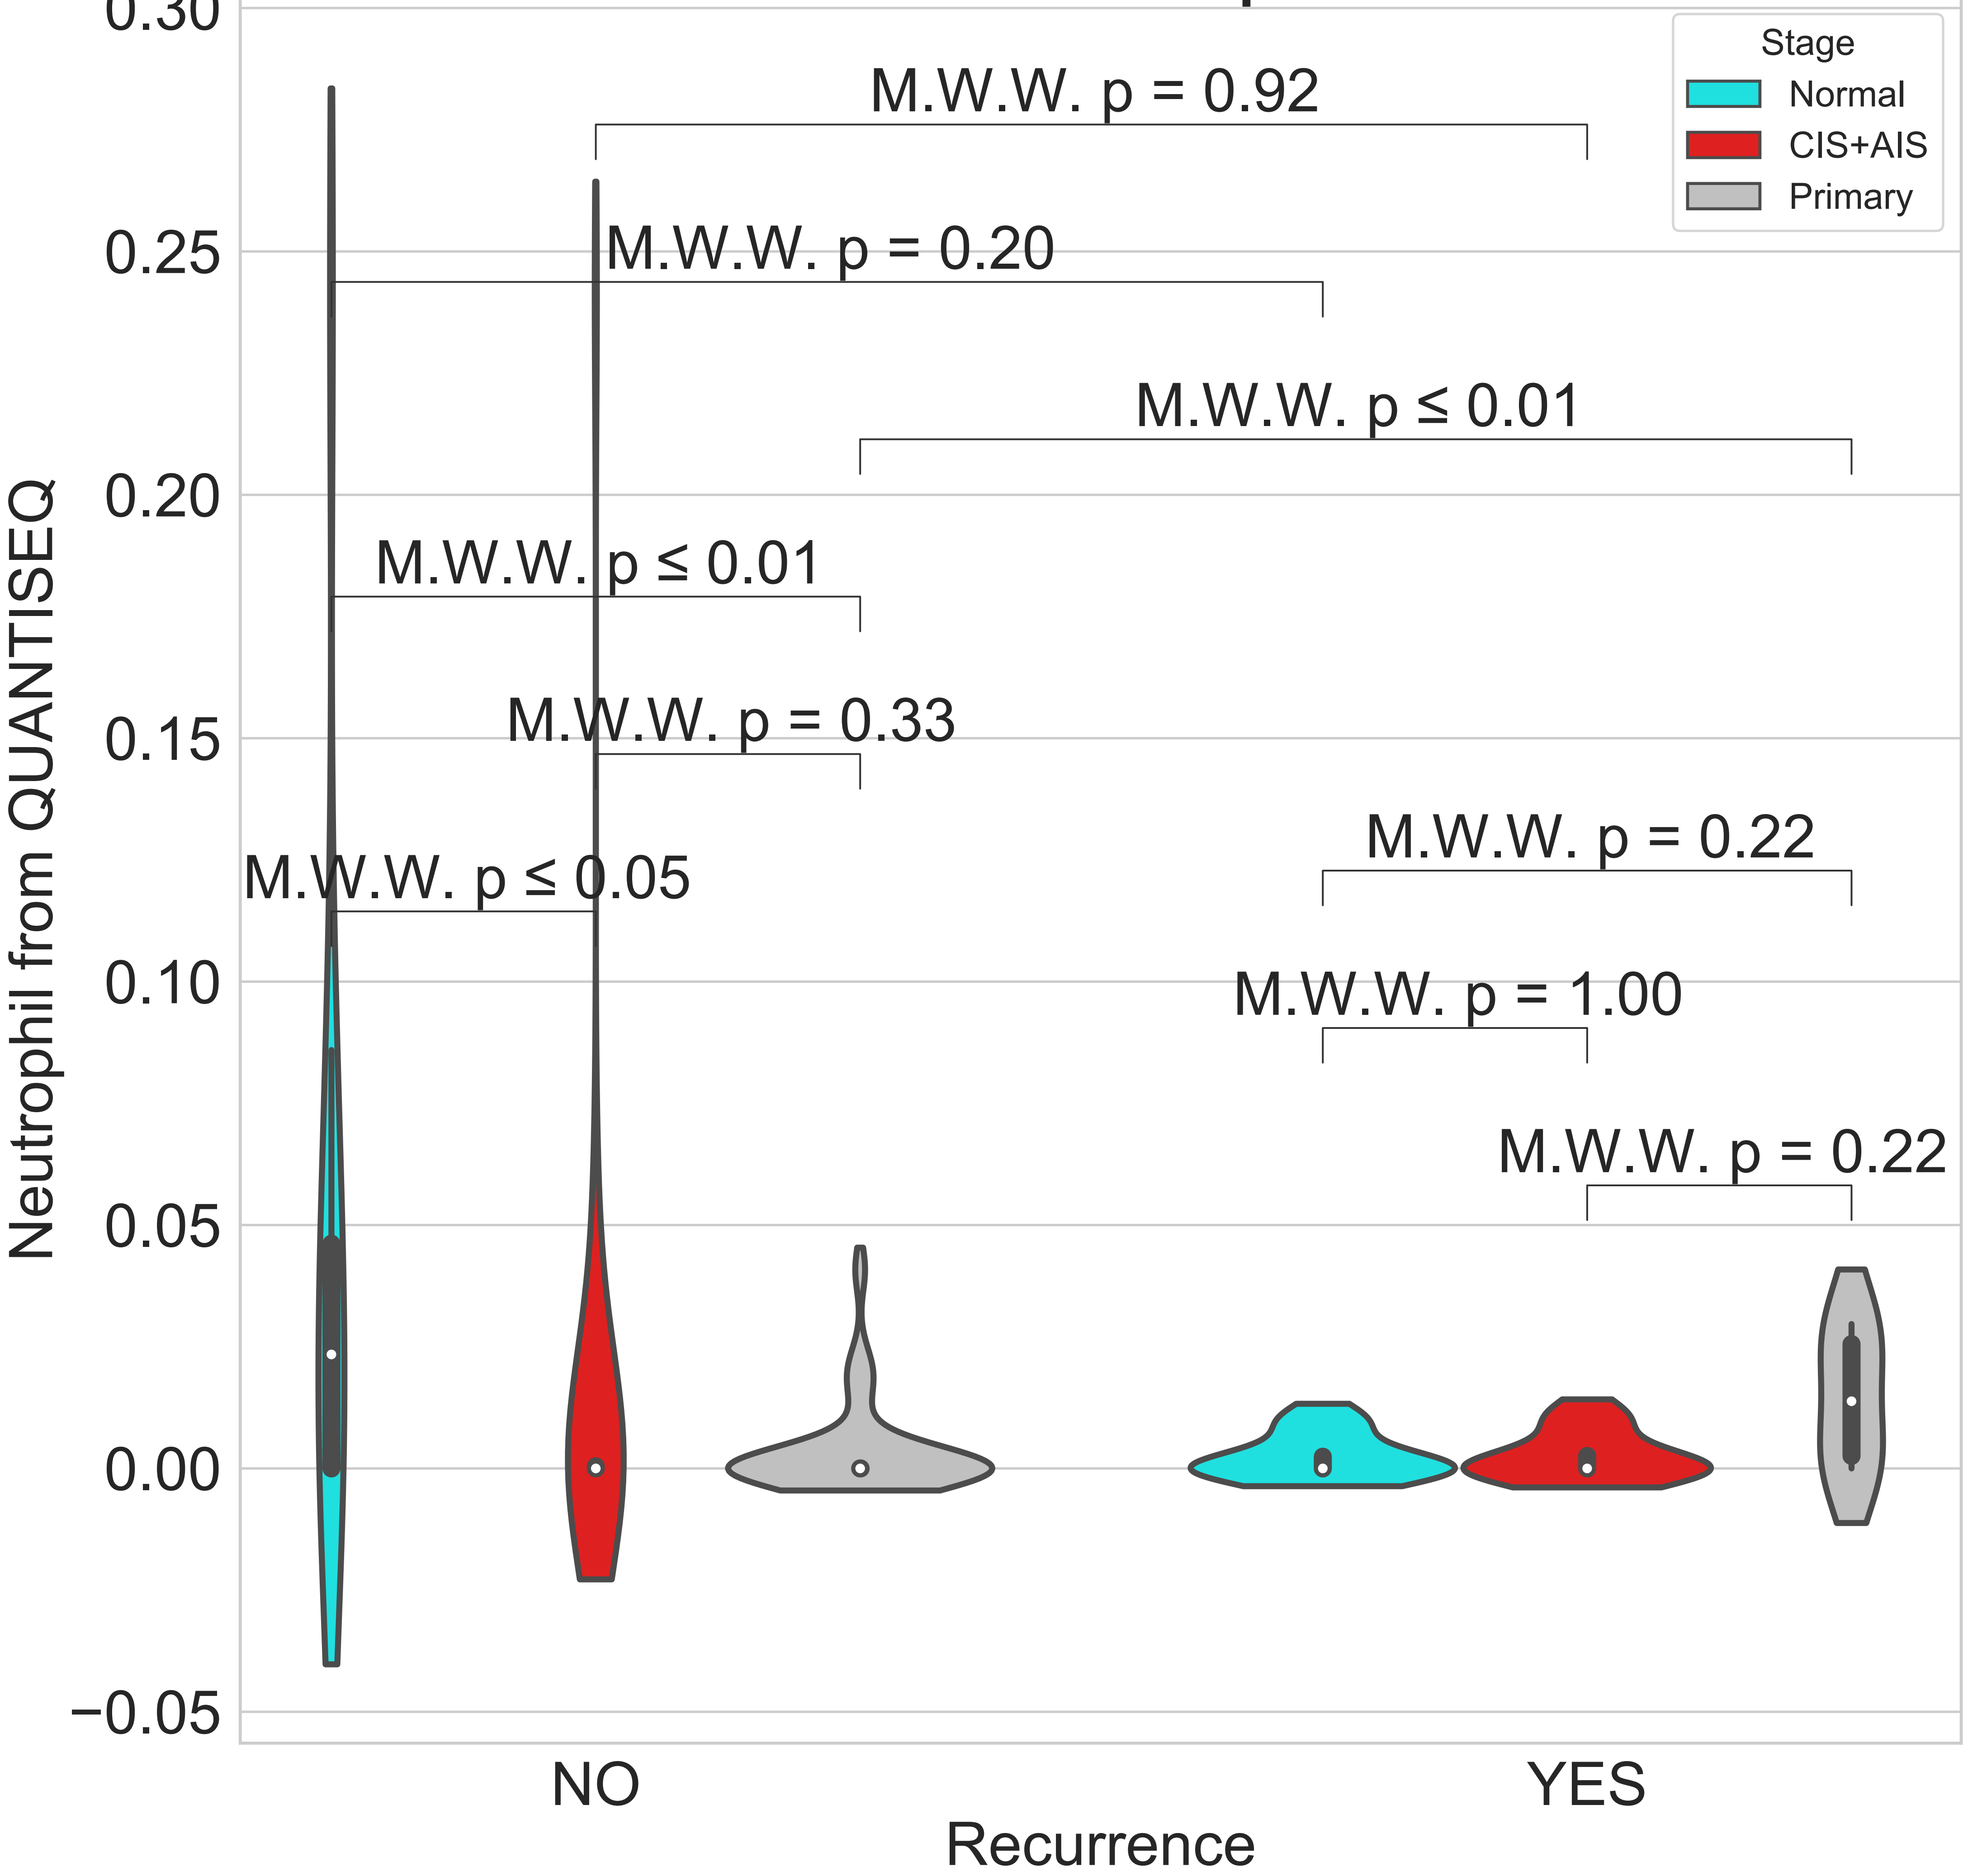 0.30
Stage
Normal
CIS+AIS
Primary
M.W.W. p = 0.92
M.W.W. p = 0.20
0.25
M.W.W. p ≤ 0.01
0.20
M.W.W. p ≤ 0.01
M.W.W. p = 0.33
0.15
M.W.W. p = 0.22
M.W.W. p ≤ 0.05
0.10
M.W.W. p = 1.00
M.W.W. p = 0.22
0.05
0.00
−0.05
Neutrophil from QUANTISEQ
NO
YES
Recurrence